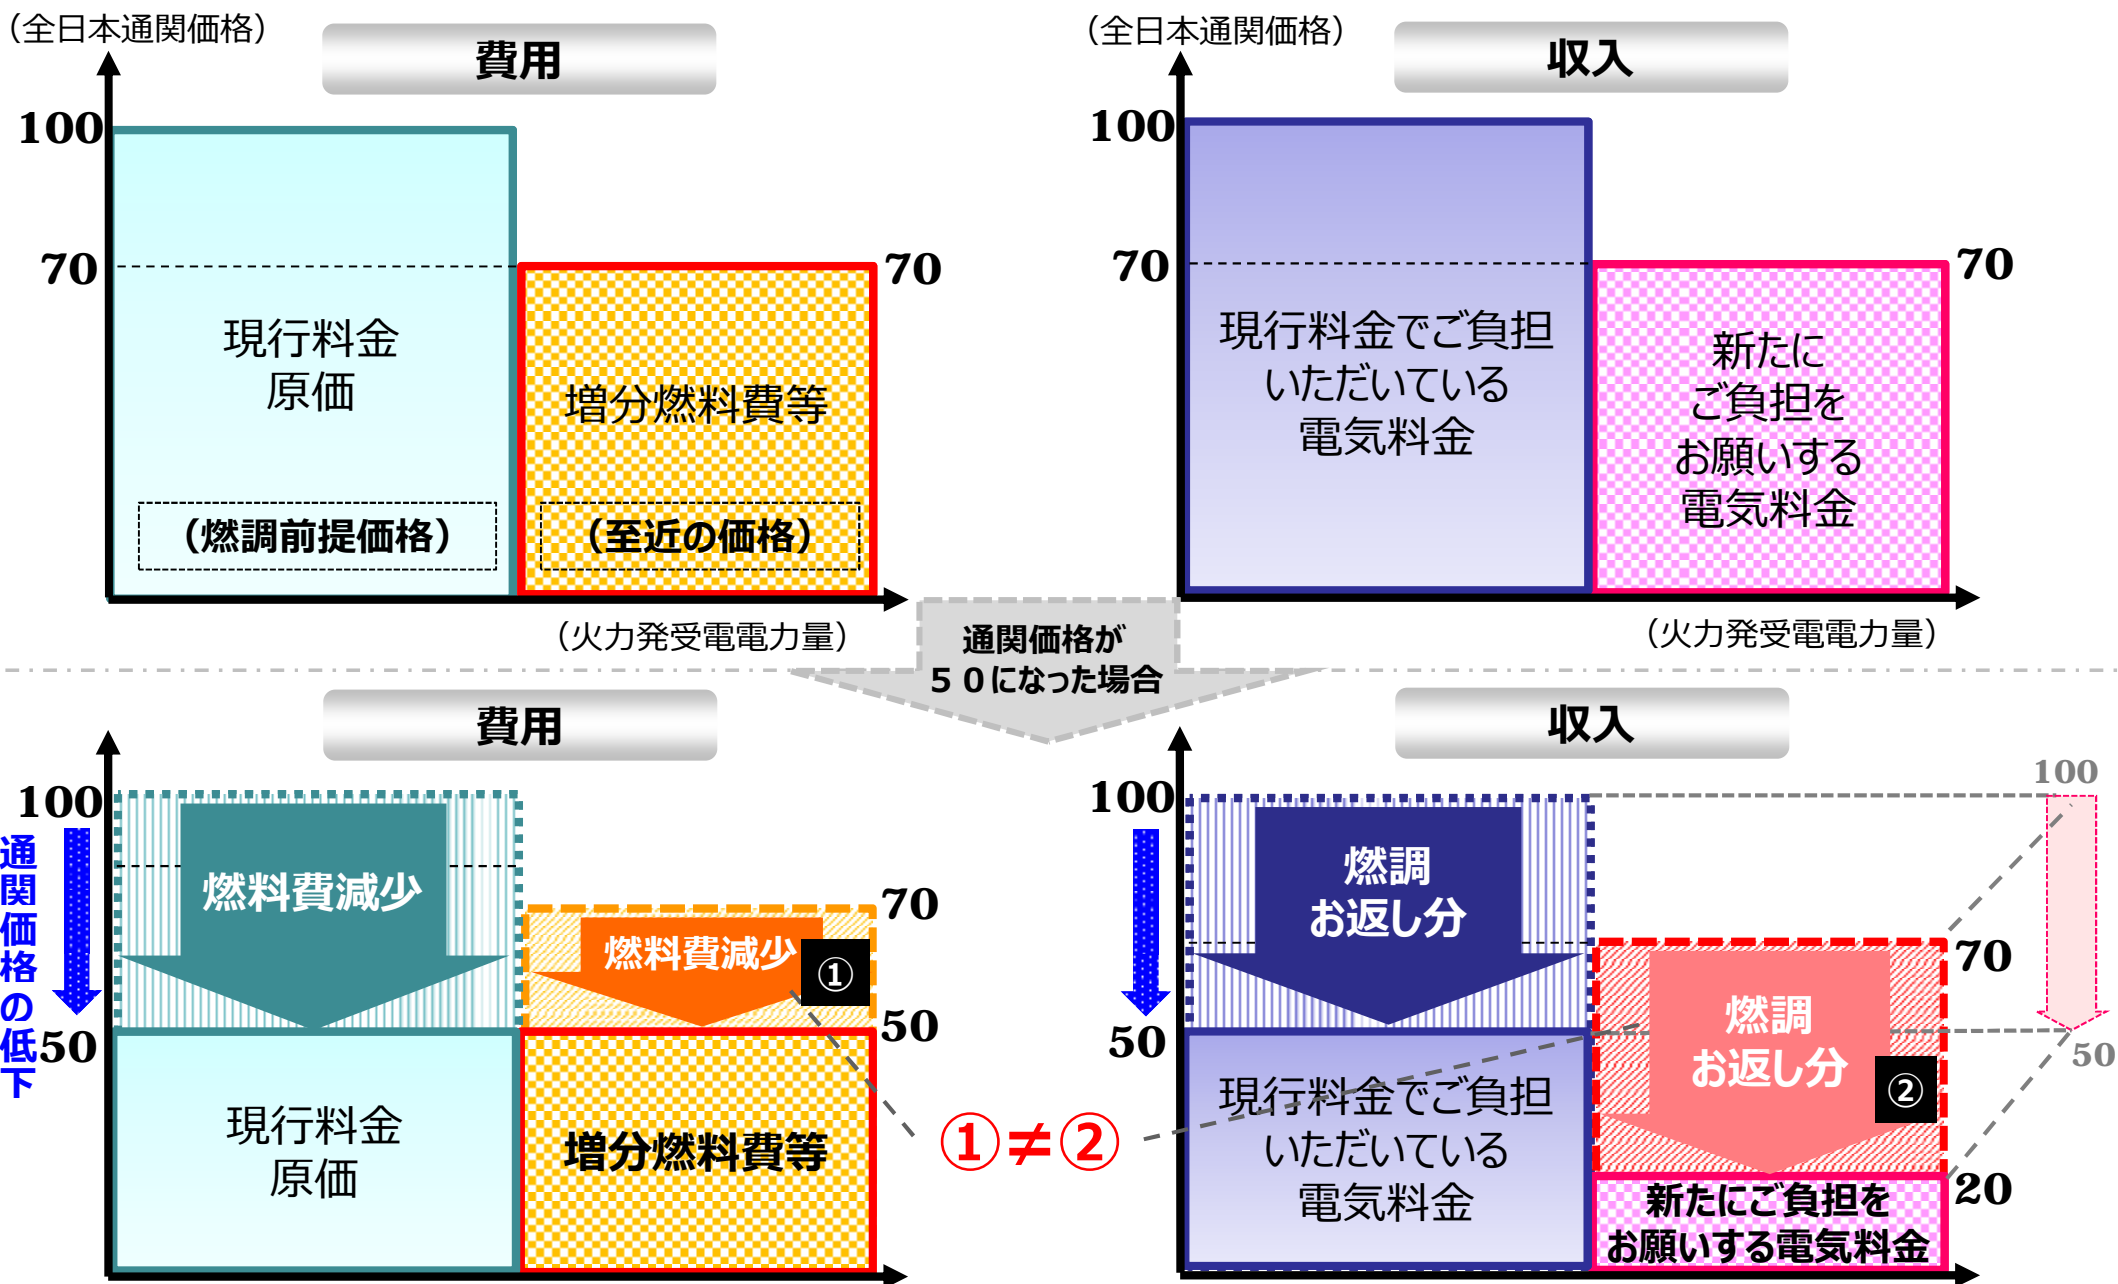 （全日本通関価格）
費用
100
70
70
現行料金
原価
増分燃料費等
（燃調前提価格）
（至近の価格）
（火力発受電電力量）
（全日本通関価格）
収入
100
70
70
現行料金でご負担
いただいている
電気料金
新たに
ご負担を
お願いする
電気料金
（火力発受電電力量）
通関価格が
５０になった場合
費用
100
通関価格の低下
燃料費減少
70
燃料費減少
①
50
50
現行料金
原価
増分燃料費等
①≠②
収入
100
100
燃調
お返し分
70
燃調
お返し分
②
50
50
現行料金でご負担
いただいている
電気料金
20
新たにご負担を
お願いする電気料金